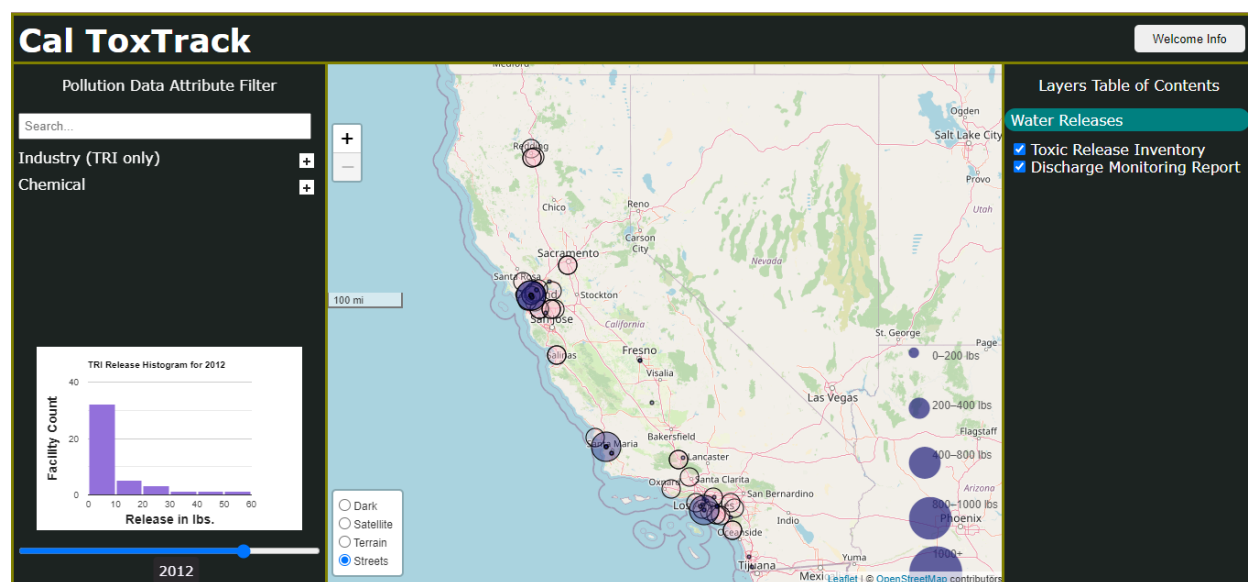 Cal ToxTrack
Welcome Info
Pollution Data Attribute Filter
Search...
Industry (TRI only)
+
Chemical
+
TRI Release Histogram for 2012
Facility Count
40
20
0
0 10 20 30 40 50 60
Release in lbs.
2012
+
−
100 mi
Medford
Redding
Chico
Reno
Carson
City
Sacramento
Santa Rosa
Stockton
San Jose
California
Nevada
Salinas
Fresno
Visalia
Santa Maria
Bakersfield
Lancaster
Oxnard
Santa Clarita
San Bernardino
Indio
Oceanside
Tijuana
Mexi
Yuma
Ogden
Salt Lake City
Provo
Utah
St. George
Page
Las Vegas
Flagstaff
Arizona
Phoenix
0–200 lbs
200–400 lbs
400–800 lbs
800–1000 lbs
1000+
Dark
Satellite
Terrain
Streets
Leaflet | © OpenStreetMap contributors
Layers Table of Contents
Water Releases
Toxic Release Inventory
Discharge Monitoring Report